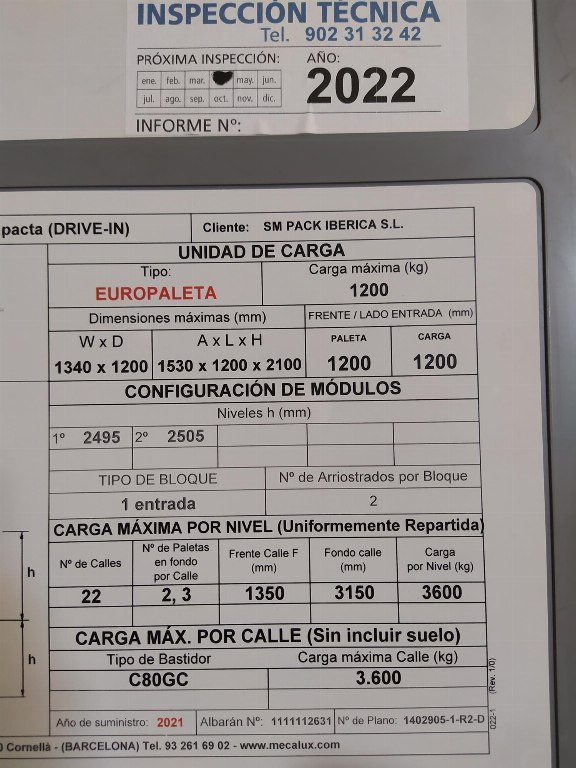 INSPECCIÓN TÉCNICA
Tel. 902 31 32 42
PRÓXIMA INSPECCIÓN: AÑO:
ene. feb. mar. may. jun. 2022
jul. ago. sep. oct. nov. dic.
INFORME Nº:
pacta (DRIVE-IN) Cliente: SM PACK IBERICA S.L.
UNIDAD DE CARGA
Tipo: Carga máxima (kg)
EUROPALETA 1200
Dimensiones máximas (mm) FRENTE / LADO ENTRADA (mm)
W x D A x L x H PALETA CARGA
1340 x 1200 1530 x 1200 x 2100 1200 1200
CONFIGURACIÓN DE MÓDULOS
Niveles h (mm)
1º 2495 2º 2505
TIPO DE BLOQUE Nº de Arriostrados por Bloque
1 entrada 2
CARGA MÁXIMA POR NIVEL (Uniformemente Repartida)
Nº de Calles Nº de Paletas en fondo por Calle Frente Calle F (mm) Fondo calle (mm) Carga por Nivel (kg)
h
22 2, 3 1350 3150 3600
CARGA MÁX. POR CALLE (Sin incluir suelo)
h
Tipo de Bastidor Carga máxima Calle (kg)
C80GC 3.600
Año de suministro: 2021 Albarán Nº: 1111112631 Nº de Plano: 1402905-1-R2-D
022-1 (Rev. 1/0)
0 Cornellà - (BARCELONA) Tel. 93 261 69 02 - www.mecalux.com